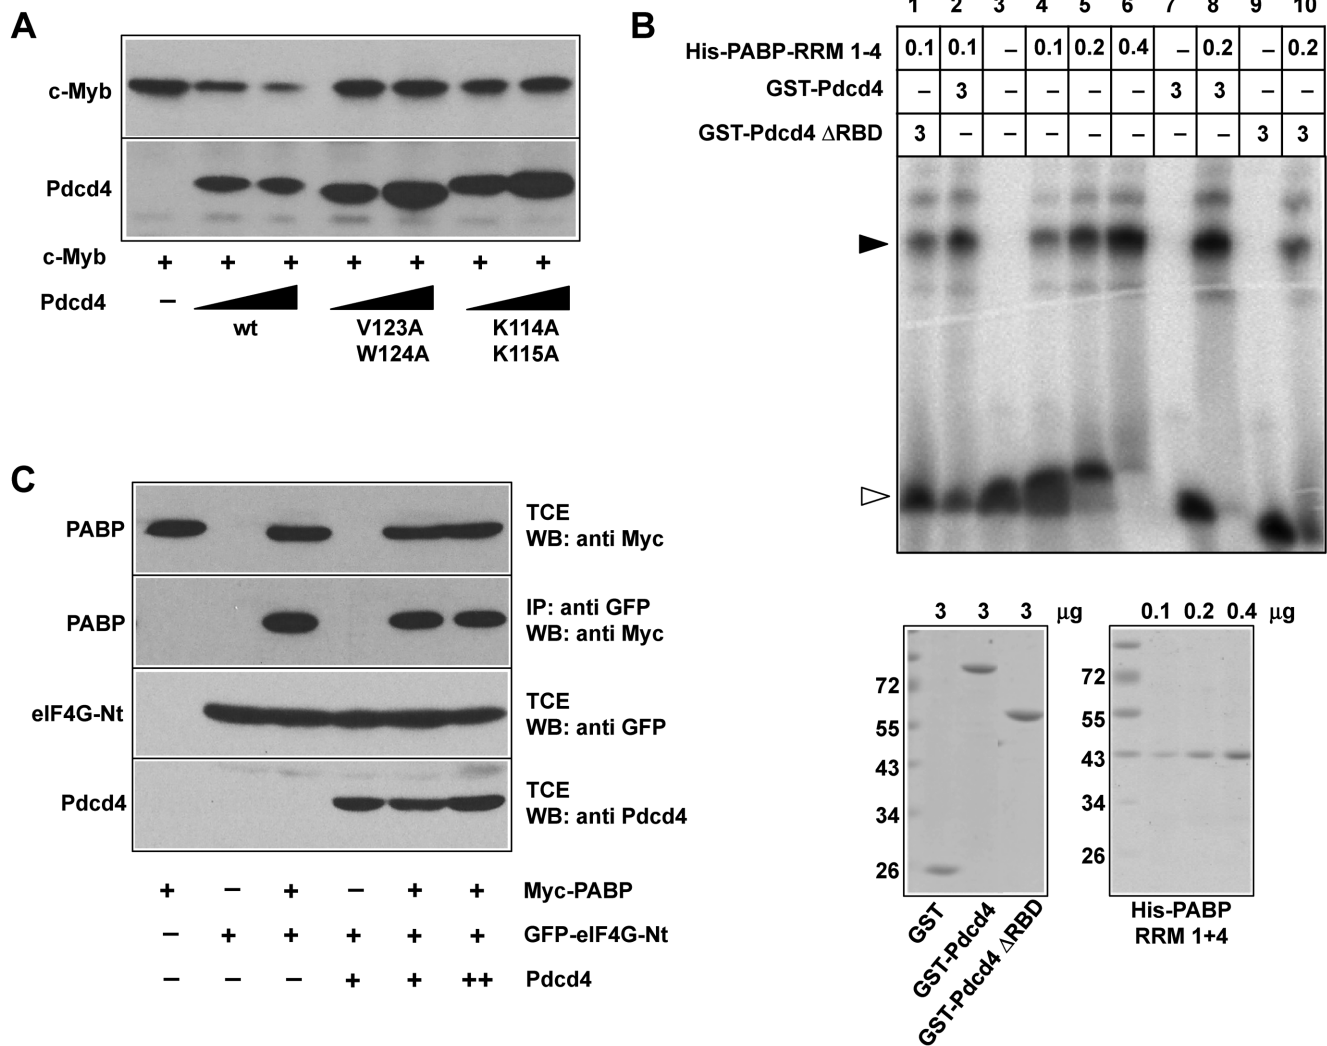 A
c-Myb
Pdcd4
c-Myb + + + + + + +
Pdcd4 –
wt V123A K114A
W124A K115A
B
1 2 3 4 5 6 7 8 9 10
His-PABP-RRM 1-4 0.1 0.1 – 0.1 0.2 0.4 – 0.2 – 0.2
GST-Pdcd4 – 3 – – – – 3 3 – –
GST-Pdcd4 ΔRBD 3 – – – – – – – 3 3
3 3 3 μg
72
55
43
34
26
GST
GST-Pdcd4
GST-Pdcd4 ΔRBD
0.1 0.2 0.4 μg
72
55
43
34
26
His-PABP
RRM 1+4
C
PABP TCE
WB: anti Myc
PABP IP: anti GFP
WB: anti Myc
eIF4G-Nt TCE
WB: anti GFP
Pdcd4 TCE
WB: anti Pdcd4
+ – + – + + Myc-PABP
– + + + + + GFP-eIF4G-Nt
– – – + + ++ Pdcd4